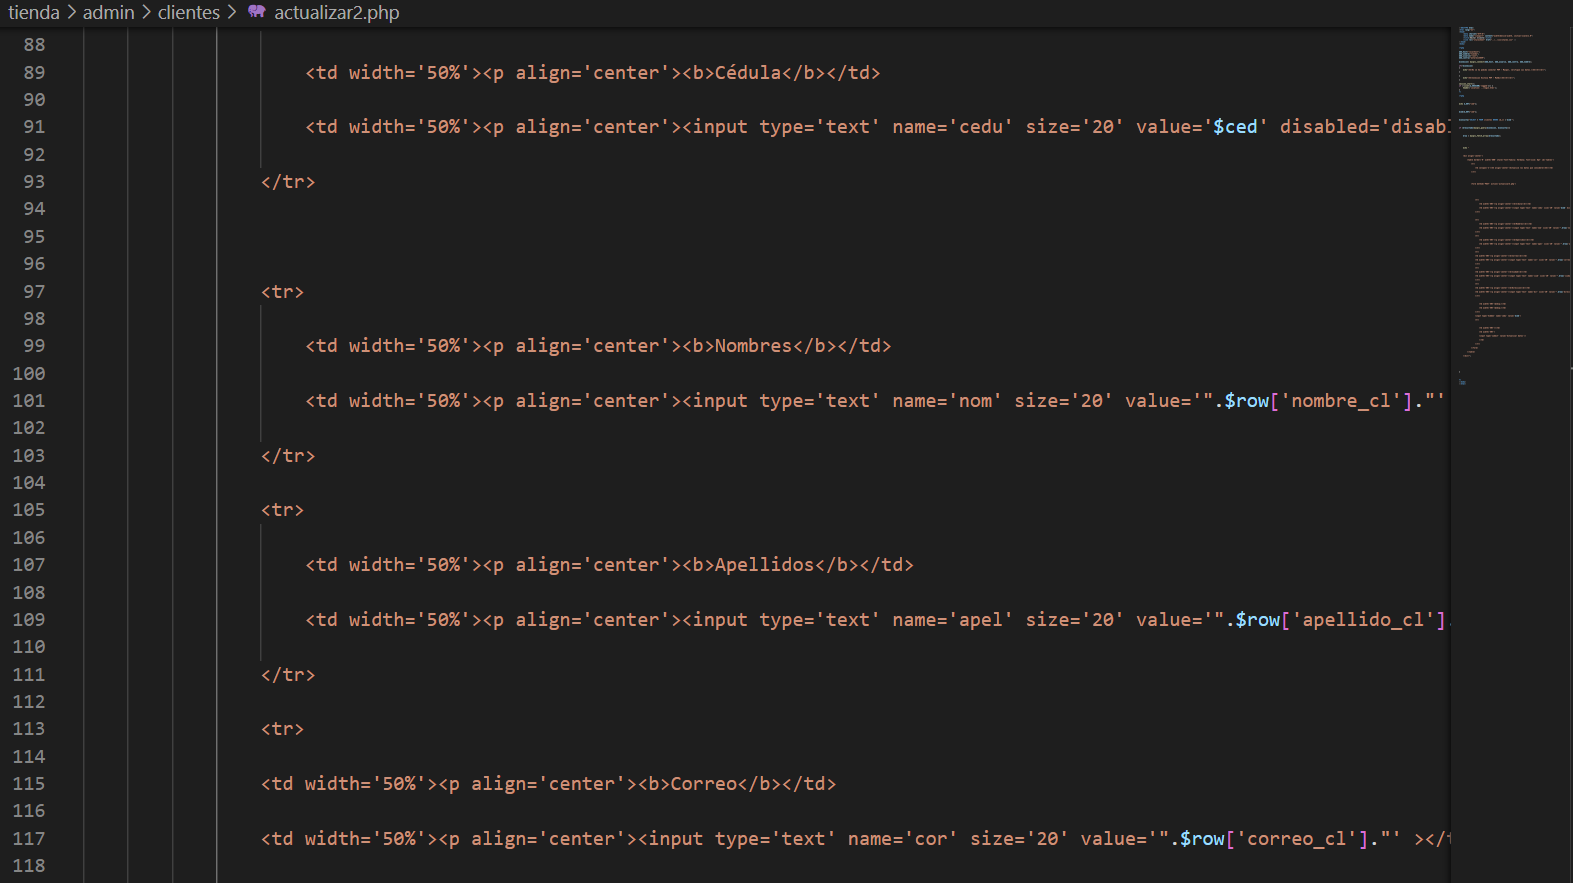 tienda > admin > clientes > actualizar2.php
88
89 <td width='50%'><p align='center'><b>Cédula</b></td>
90
91 <td width='50%'><p align='center'><input type='text' name='cedu' size='20' value='$ced' disabled='disab
92
93 </tr>
94
95
96
97 <tr>
98
99 <td width='50%'><p align='center'><b>Nombres</b></td>
100
101 <td width='50%'><p align='center'><input type='text' name='nom' size='20' value='".$row['nombre_cl']."'
102
103 </tr>
104
105 <tr>
106
107 <td width='50%'><p align='center'><b>Apellidos</b></td>
108
109 <td width='50%'><p align='center'><input type='text' name='apel' size='20' value='".$row['apellido_cl'].
110
111 </tr>
112
113 <tr>
114
115 <td width='50%'><p align='center'><b>Correo</b></td>
116
117 <td width='50%'><p align='center'><input type='text' name='cor' size='20' value='".$row['correo_cl']."' ></t
118